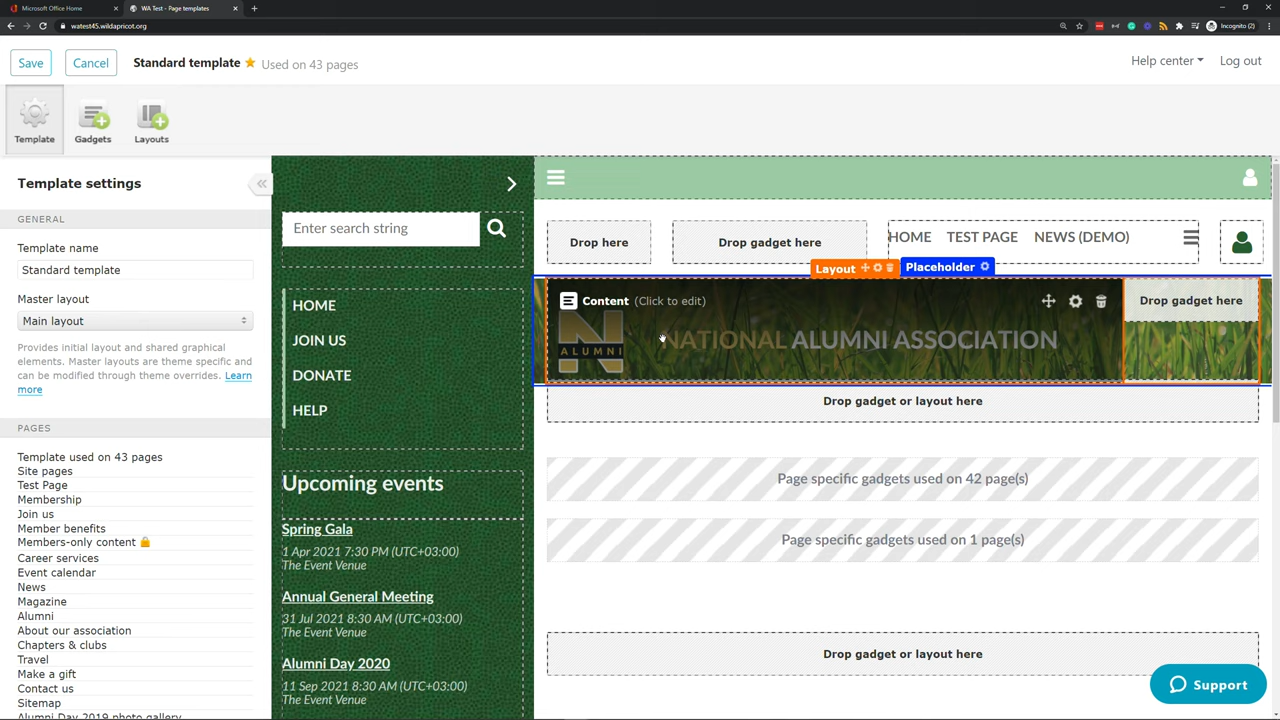 Microsoft Office Home
WA Test - Page templates
watest45.wildapricot.org
Incognito (2)
Save
Cancel
Standard template
Used on 43 pages
Help center
Log out
Template
Gadgets
Layouts
Template settings
GENERAL
Template name
Standard template
Master layout
Main layout
Provides initial layout and shared graphical
elements. Master layouts are theme specific and
can be modified through theme overrides. Learn
more
PAGES
Template used on 43 pages
Site pages
Test Page
Membership
Join us
Member benefits
Members-only content
Career services
Event calendar
News
Magazine
Alumni
About our association
Chapters & clubs
Travel
Make a gift
Contact us
Sitemap
Alumni Day 2019 photo gallery
Enter search string
HOME
JOIN US
DONATE
HELP
Upcoming events
Spring Gala
1 Apr 2021 7:30 PM (UTC+03:00)
The Event Venue
Annual General Meeting
31 Jul 2021 8:30 AM (UTC+03:00)
The Event Venue
Alumni Day 2020
11 Sep 2021 8:30 AM (UTC+03:00)
The Event Venue
Drop here
Drop gadget here
HOME
TEST PAGE
NEWS (DEMO)
Layout
Placeholder
Content (Click to edit)
Drop gadget here
N
ALUMNI
NATIONAL ALUMNI ASSOCIATION
Drop gadget or layout here
Page specific gadgets used on 42 page(s)
Page specific gadgets used on 1 page(s)
Drop gadget or layout here
Support